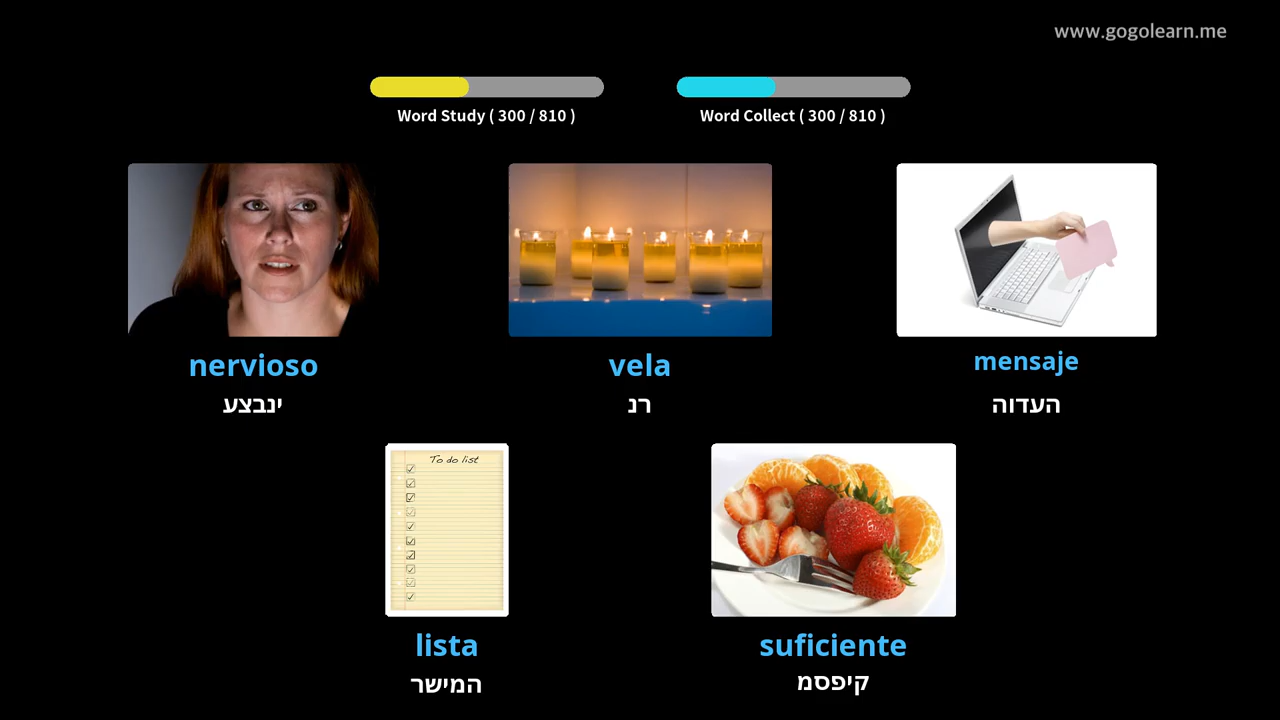 www.gogolearn.me
Word Study ( 300 / 810 )
Word Collect ( 300 / 810 )
nervioso
ינבצע
vela
רנ
mensaje
העדוה
To do list
lista
המישר
suficiente
קיפסמ